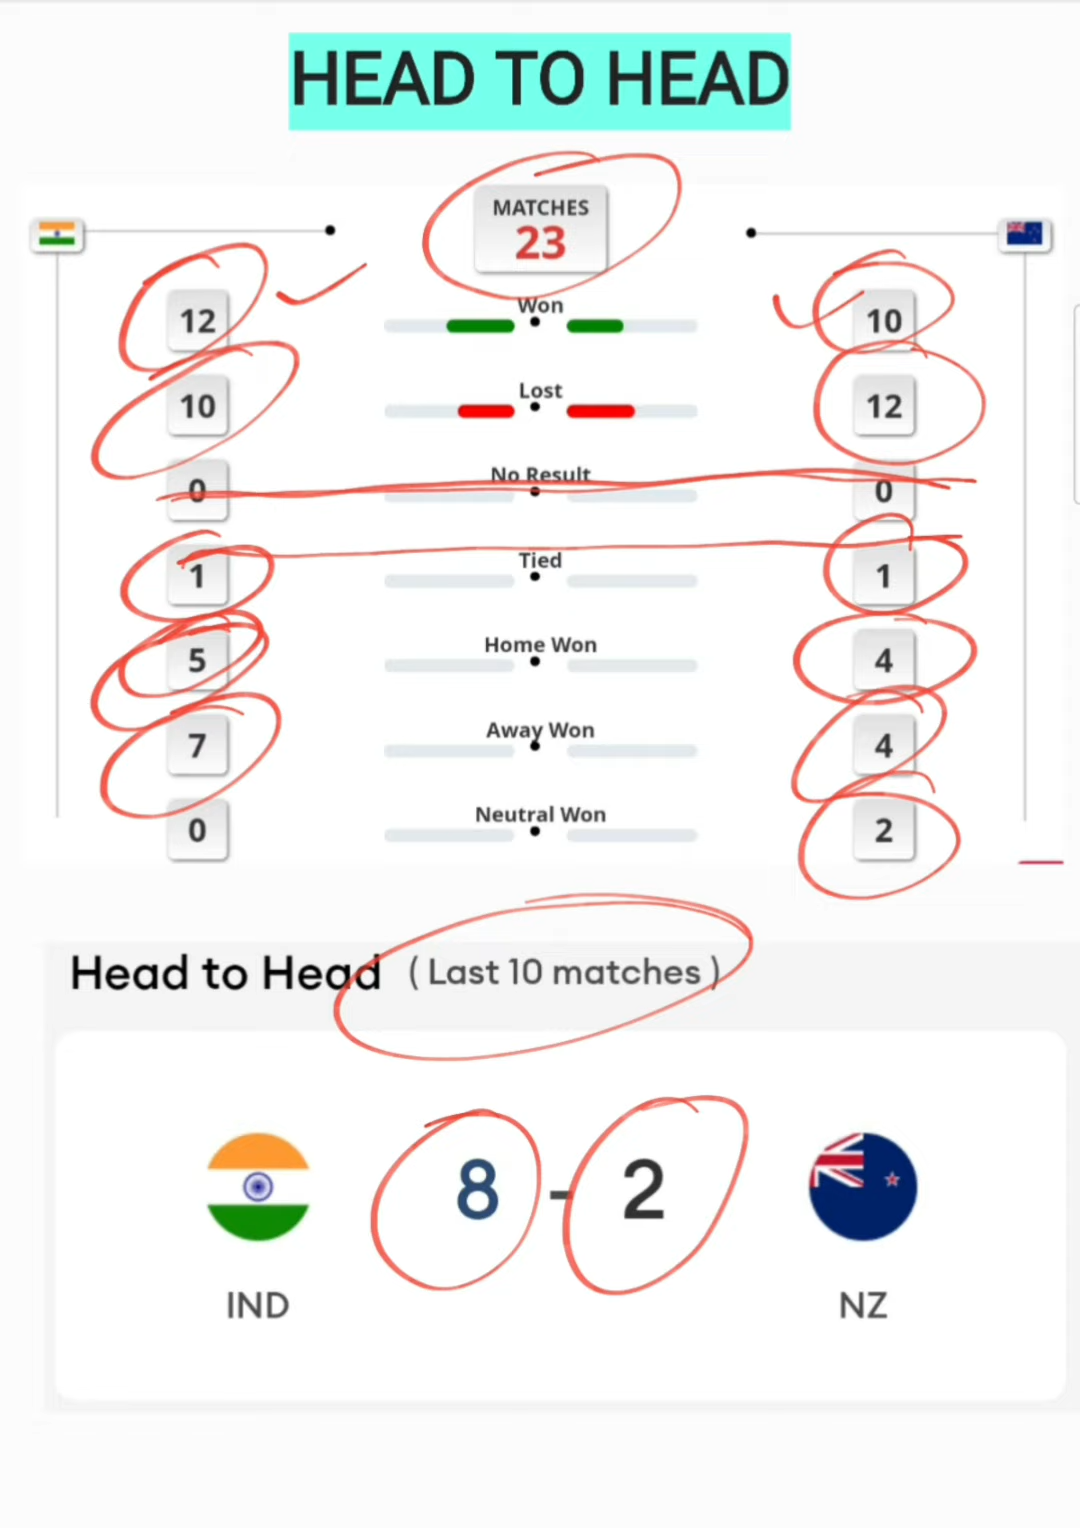 HEAD TO HEAD
MATCHES
23
12 Won 10
10 Lost 12
0 No Result 0
1 Tied 1
5 Home Won 4
7 Away Won 4
0 Neutral Won 2
Head to Head ( Last 10 matches )
8 - 2
IND NZ